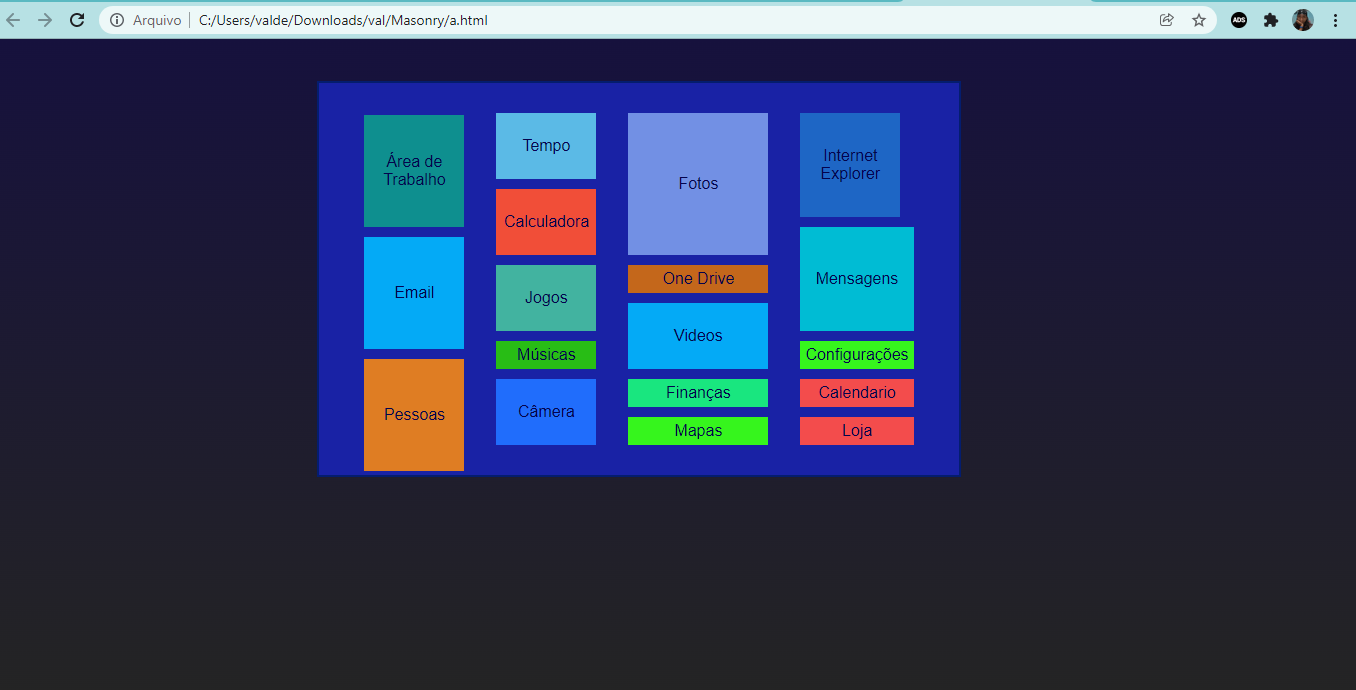 Arquivo
C:/Users/valde/Downloads/val/Masonry/a.html
ADS
Área de
Trabalho
Email
Pessoas
Tempo
Calculadora
Jogos
Músicas
Câmera
Fotos
One Drive
Videos
Finanças
Mapas
Internet
Explorer
Mensagens
Configurações
Calendario
Loja